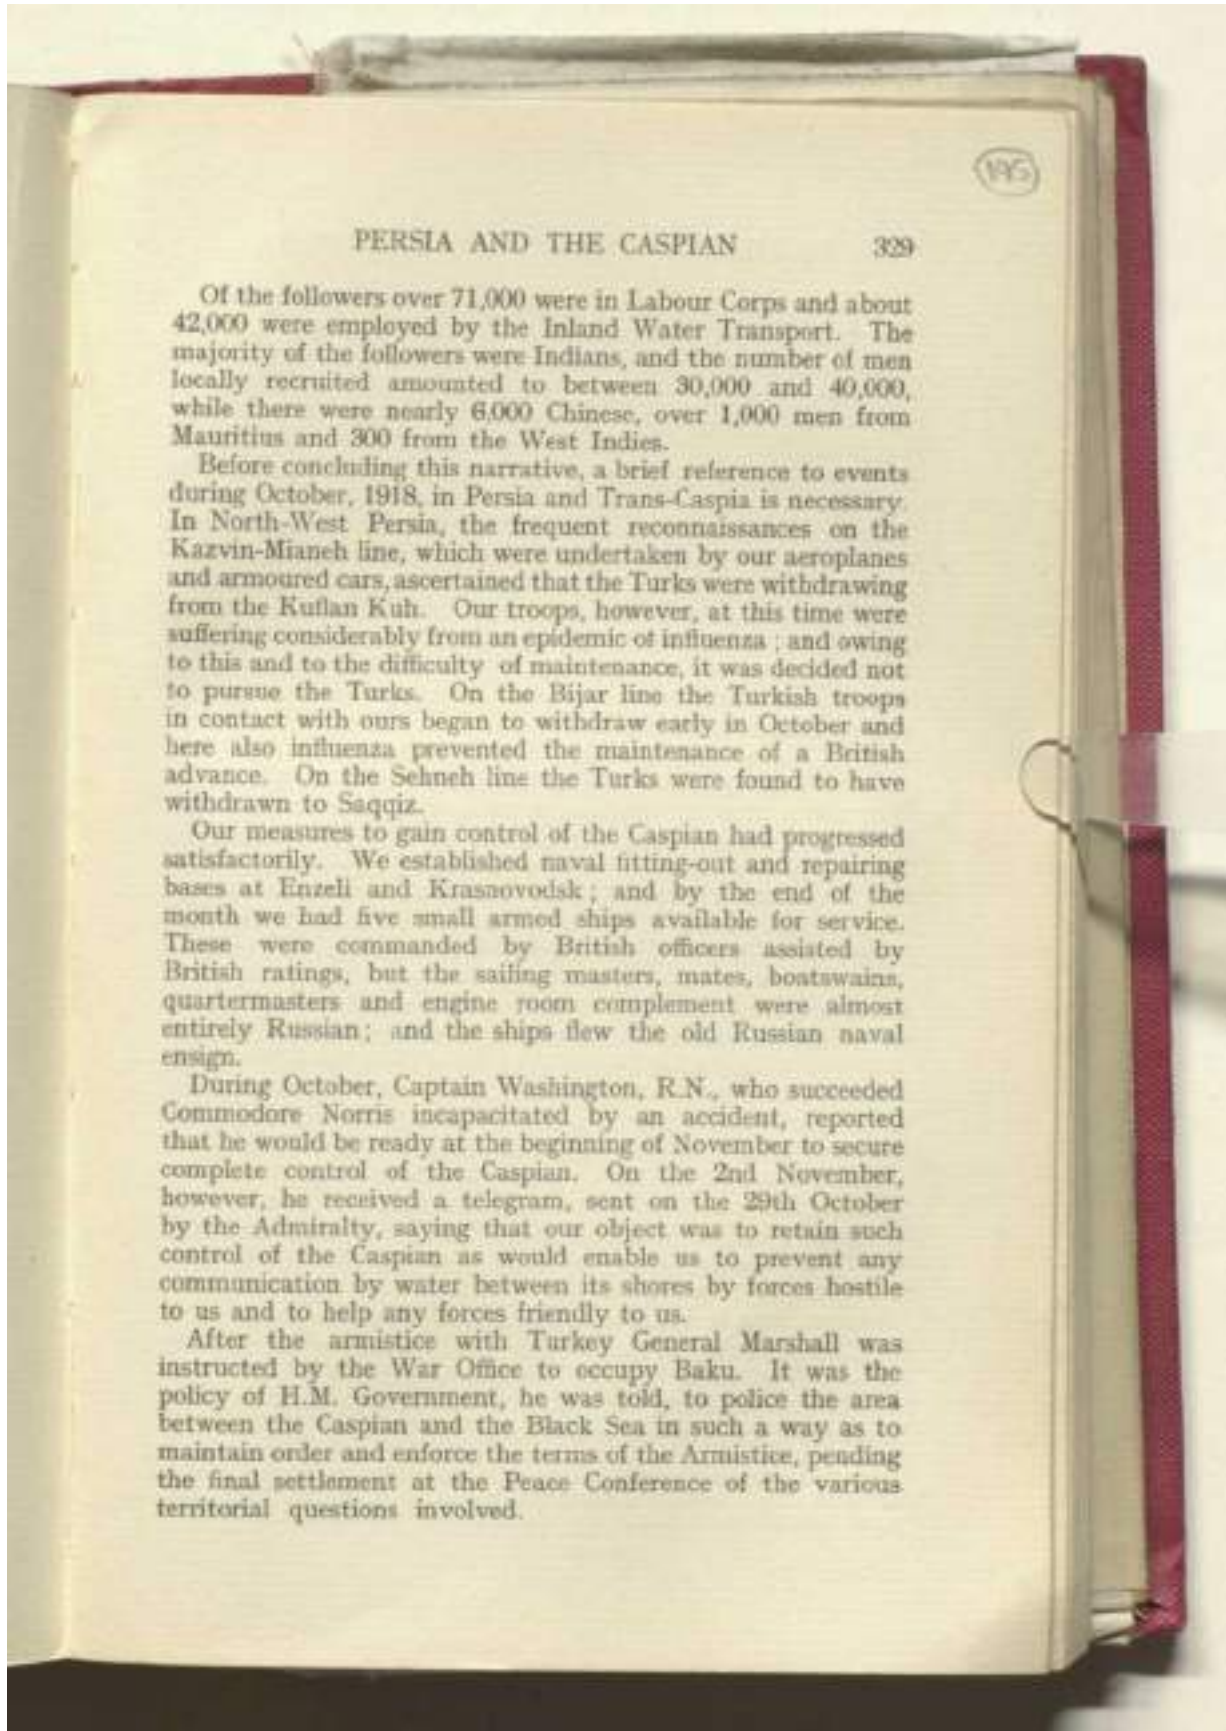 195
PERSIA AND THE CASPIAN 329
Of the followers over 71,000 were in Labour Corps and about
42,000 were employed by the Inland Water Transport. The
majority of the followers were Indians, and the number of men
locally recruited amounted to between 30,000 and 40,000,
while there were nearly 6,000 Chinese, over 1,000 men from
Mauritius and 300 from the West Indies.
Before concluding this narrative, a brief reference to events
during October, 1918, in Persia and Trans-Caspia is necessary.
In North-West Persia, the frequent reconnaissances on the
Kazvin-Mianeh line, which were undertaken by our aeroplanes
and armoured cars, ascertained that the Turks were withdrawing
from the Kuflan Kuh. Our troops, however, at this time were
suffering considerably from an epidemic of influenza ; and owing
to this and to the difficulty of maintenance, it was decided not
to pursue the Turks. On the Bijar line the Turkish troops
in contact with ours began to withdraw early in October and
here also influenza prevented the maintenance of a British
advance. On the Sehneh line the Turks were found to have
withdrawn to Saqqiz.
Our measures to gain control of the Caspian had progressed
satisfactorily. We established naval fitting-out and repairing
bases at Enzeli and Krasnovodsk ; and by the end of the
month we had five small armed ships available for service.
These were commanded by British officers assisted by
British ratings, but the sailing masters, mates, boatswains,
quartermasters and engine room complement were almost
entirely Russian ; and the ships flew the old Russian naval
ensign.
During October, Captain Washington, R.N., who succeeded
Commodore Norris incapacitated by an accident, reported
that he would be ready at the beginning of November to secure
complete control of the Caspian. On the 2nd November,
however, he received a telegram, sent on the 29th October
by the Admiralty, saying that our object was to retain such
control of the Caspian as would enable us to prevent any
communication by water between its shores by forces hostile
to us and to help any forces friendly to us.
After the armistice with Turkey General Marshall was
instructed by the War Office to occupy Baku. It was the
policy of H.M. Government, he was told, to police the area
between the Caspian and the Black Sea in such a way as to
maintain order and enforce the terms of the Armistice, pending
the final settlement at the Peace Conference of the various
territorial questions involved.